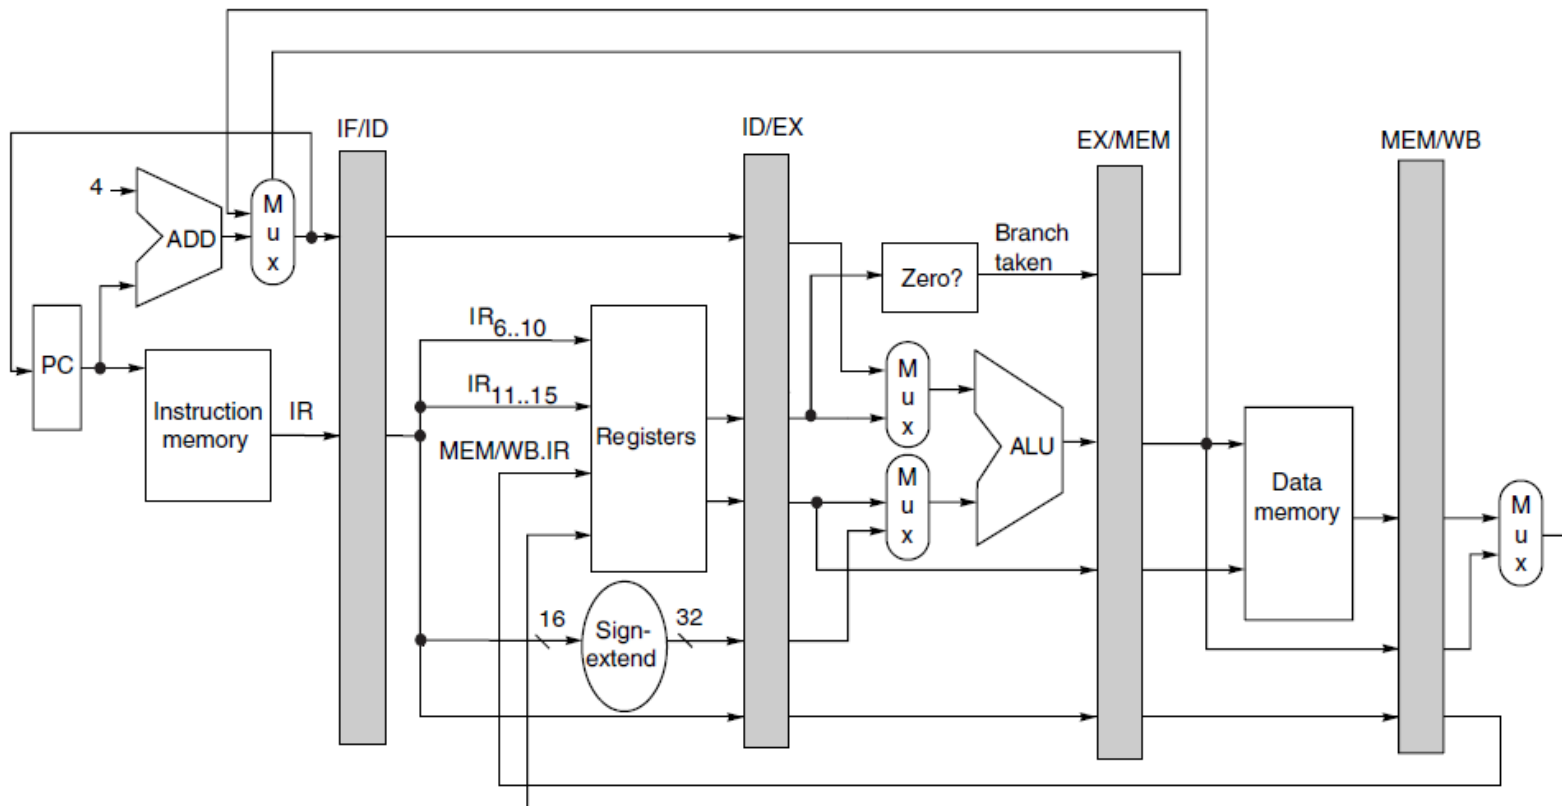 IF/ID
ID/EX
EX/MEM
MEM/WB
4
ADD
M
u
x
PC
Instruction
memory
IR
IR6..10
IR11..15
MEM/WB.IR
Registers
16
Sign-
extend
32
Zero?
Branch
taken
M
u
x
M
u
x
ALU
Data
memory
M
u
x